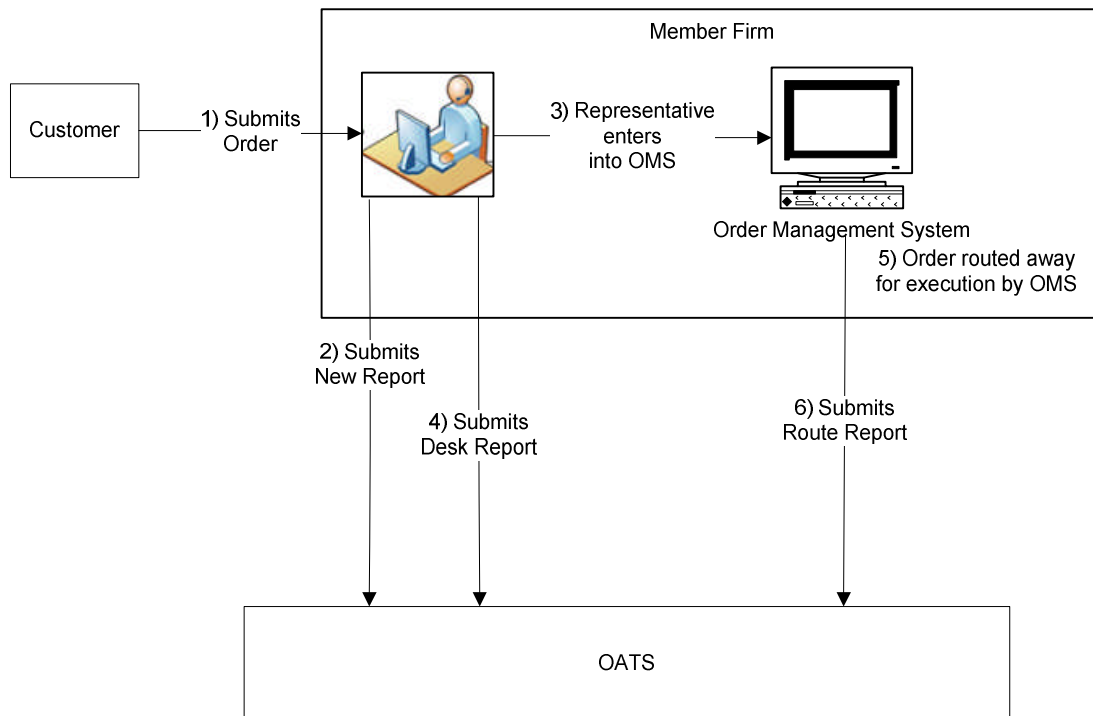 Member Firm
Customer
1) Submits
Order
3) Representative
enters
into OMS
Order Management System
5) Order routed away
for execution by OMS
2) Submits
New Report
4) Submits
Desk Report
6) Submits
Route Report
OATS